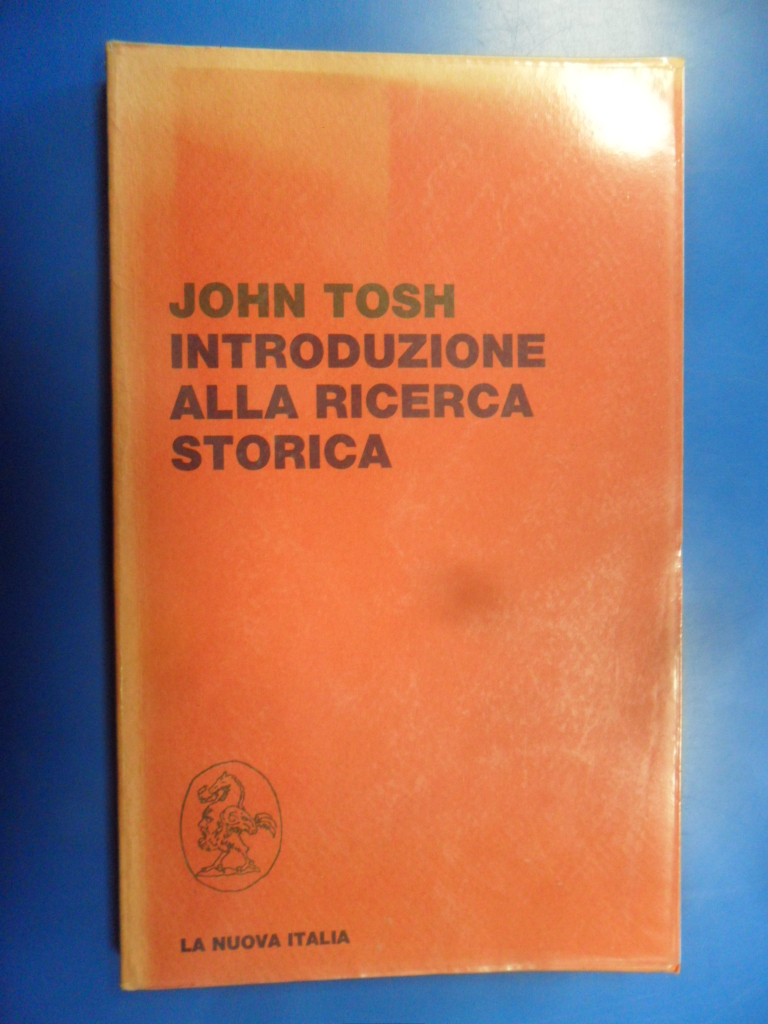 JOHN TOSH
INTRODUZIONE
ALLA RICERCA
STORICA
LA NUOVA ITALIA